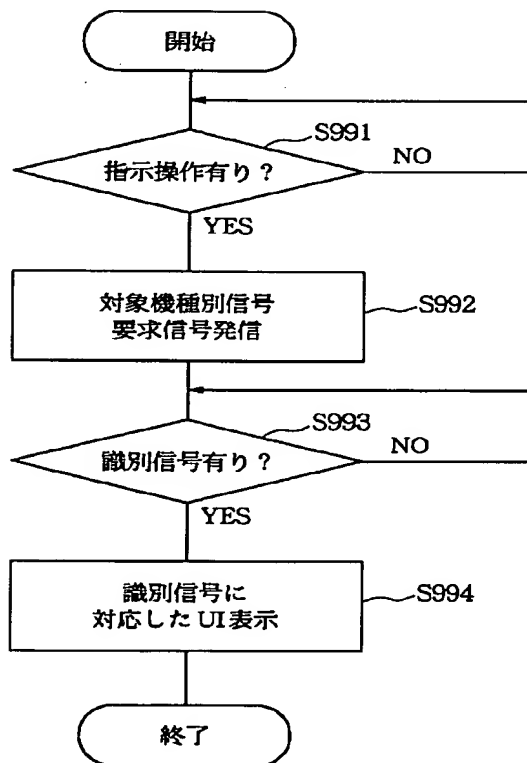 開始
S991
指示操作有り？
NO
YES
対象機種別信号
要求信号発信
S992
S993
識別信号有り？
NO
YES
識別信号に
対応したUI表示
S994
終了